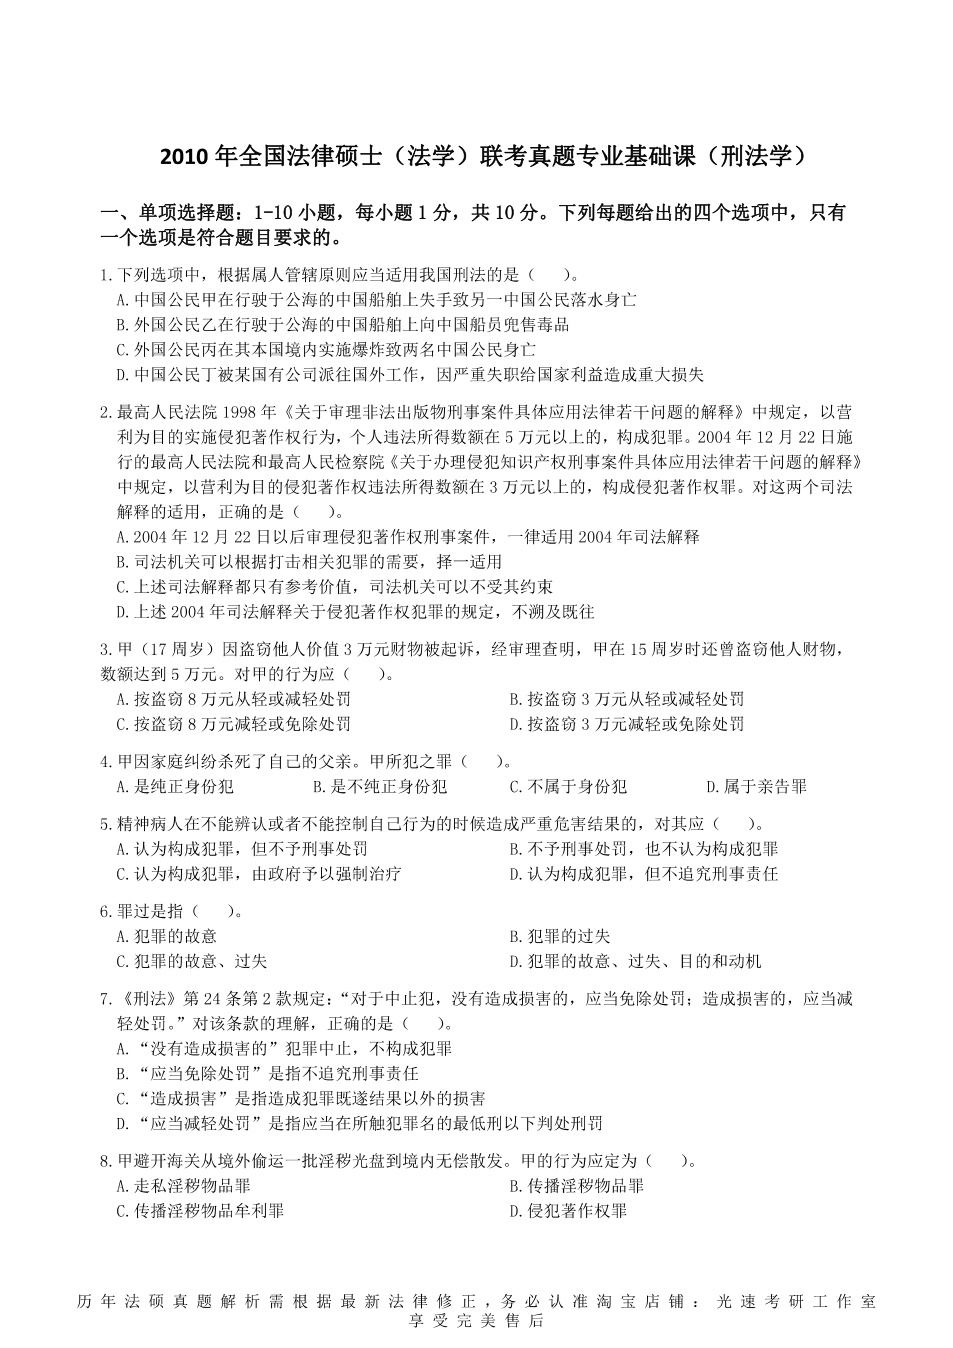 2010 年全国法律硕士（法学）联考真题专业基础课（刑法学）
一、单项选择题：1-10 小题，每小题 1 分，共 10 分。下列每题给出的四个选项中，只有
一个选项是符合题目要求的。
1.下列选项中，根据属人管辖原则应当适用我国刑法的是（　　）。
A.中国公民甲在行驶于公海的中国船舶上失手致另一中国公民落水身亡
B.外国公民乙在行驶于公海的中国船舶上向中国船员兜售毒品
C.外国公民丙在其本国境内实施爆炸致两名中国公民身亡
D.中国公民丁被某国有公司派往国外工作，因严重失职给国家利益造成重大损失
2.最高人民法院 1998 年《关于审理非法出版物刑事案件具体应用法律若干问题的解释》中规定，以营
利为目的实施侵犯著作权行为，个人违法所得数额在 5 万元以上的，构成犯罪。2004 年 12 月 22 日施
行的最高人民法院和最高人民检察院《关于办理侵犯知识产权刑事案件具体应用法律若干问题的解释》
中规定，以营利为目的侵犯著作权违法所得数额在 3 万元以上的，构成侵犯著作权罪。对这两个司法
解释的适用，正确的是（　　）。
A.2004 年 12 月 22 日以后审理侵犯著作权刑事案件，一律适用 2004 年司法解释
B.司法机关可以根据打击相关犯罪的需要，择一适用
C.上述司法解释都只有参考价值，司法机关可以不受其约束
D.上述 2004 年司法解释关于侵犯著作权犯罪的规定，不溯及既往
3.甲（17 周岁）因盗窃他人价值 3 万元财物被起诉，经审理查明，甲在 15 周岁时还曾盗窃他人财物，
数额达到 5 万元。对甲的行为应（　　）。
A.按盗窃 8 万元从轻或减轻处罚　　B.按盗窃 3 万元从轻或减轻处罚
C.按盗窃 8 万元减轻或免除处罚　　D.按盗窃 3 万元减轻或免除处罚
4.甲因家庭纠纷杀死了自己的父亲。甲所犯之罪（　　）。
A.是纯正身份犯　　B.是不纯正身份犯　　C.不属于身份犯　　D.属于亲告罪
5.精神病人在不能辨认或者不能控制自己行为的时候造成严重危害结果的，对其应（　　）。
A.认为构成犯罪，但不予刑事处罚　　B.不予刑事处罚，也不认为构成犯罪
C.认为构成犯罪，由政府予以强制治疗　　D.认为构成犯罪，但不追究刑事责任
6.罪过是指（　　）。
A.犯罪的故意　　B.犯罪的过失
C.犯罪的故意、过失　　D.犯罪的故意、过失、目的和动机
7.《刑法》第 24 条第 2 款规定：“对于中止犯，没有造成损害的，应当免除处罚；造成损害的，应当减
轻处罚。”对该条款的理解，正确的是（　　）。
A.“没有造成损害的”犯罪中止，不构成犯罪
B.“应当免除处罚”是指不追究刑事责任
C.“造成损害”是指造成犯罪既遂结果以外的损害
D.“应当减轻处罚”是指应当在所触犯罪名的最低刑以下判处刑罚
8.甲避开海关从境外偷运一批淫秽光盘到境内无偿散发。甲的行为应定为（　　）。
A.走私淫秽物品罪　　B.传播淫秽物品罪
C.传播淫秽物品牟利罪　　D.侵犯著作权罪
历年法硕真题解析需根据最新法律修正，务必认准淘宝店铺：光速考研工作室
享受完美售后